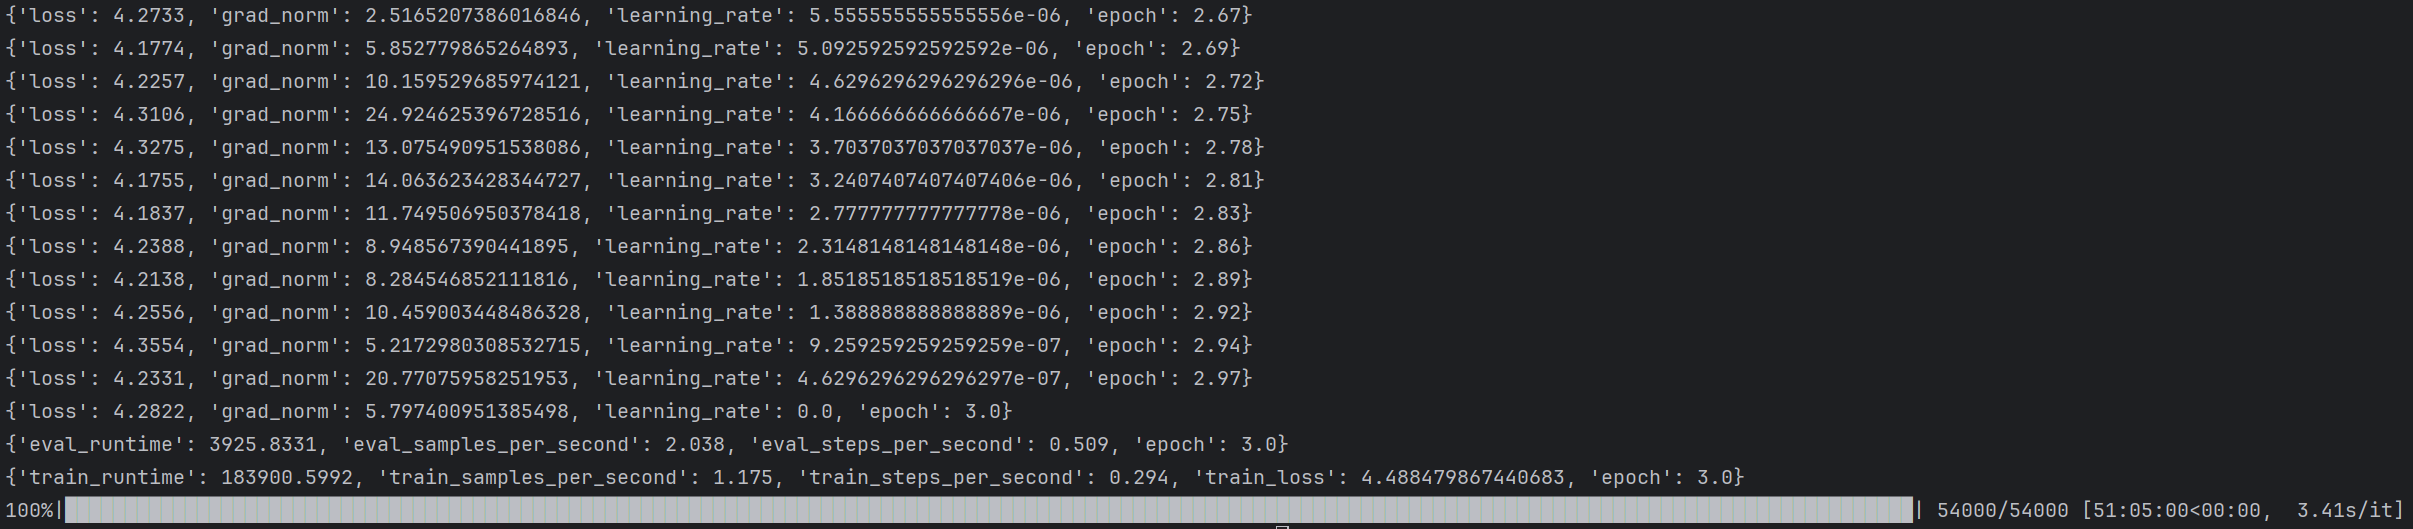 {'loss': 4.2733, 'grad_norm': 2.5165207386016846, 'learning_rate': 5.555555555555556e-06, 'epoch': 2.67}
{'loss': 4.1774, 'grad_norm': 5.852779865264893, 'learning_rate': 5.092592592592592e-06, 'epoch': 2.69}
{'loss': 4.2257, 'grad_norm': 10.159529685974121, 'learning_rate': 4.6296296296296296e-06, 'epoch': 2.72}
{'loss': 4.3106, 'grad_norm': 24.924625396728516, 'learning_rate': 4.166666666666667e-06, 'epoch': 2.75}
{'loss': 4.3275, 'grad_norm': 13.075490951538086, 'learning_rate': 3.7037037037037037e-06, 'epoch': 2.78}
{'loss': 4.1755, 'grad_norm': 14.063623428344727, 'learning_rate': 3.2407407407407406e-06, 'epoch': 2.81}
{'loss': 4.1837, 'grad_norm': 11.749506950378418, 'learning_rate': 2.777777777777778e-06, 'epoch': 2.83}
{'loss': 4.2388, 'grad_norm': 8.948567390441895, 'learning_rate': 2.3148148148148148e-06, 'epoch': 2.86}
{'loss': 4.2138, 'grad_norm': 8.284546852111816, 'learning_rate': 1.8518518518518519e-06, 'epoch': 2.89}
{'loss': 4.2556, 'grad_norm': 10.459003448486328, 'learning_rate': 1.388888888888889e-06, 'epoch': 2.92}
{'loss': 4.3554, 'grad_norm': 5.2172980308532715, 'learning_rate': 9.259259259259259e-07, 'epoch': 2.94}
{'loss': 4.2331, 'grad_norm': 20.77075958251953, 'learning_rate': 4.6296296296296297e-07, 'epoch': 2.97}
{'loss': 4.2822, 'grad_norm': 5.797400951385498, 'learning_rate': 0.0, 'epoch': 3.0}
{'eval_runtime': 3925.8331, 'eval_samples_per_second': 2.038, 'eval_steps_per_second': 0.509, 'epoch': 3.0}
{'train_runtime': 183900.5992, 'train_samples_per_second': 1.175, 'train_steps_per_second': 0.294, 'train_loss': 4.488479867440683, 'epoch': 3.0}
100%| | 54000/54000 [51:05:00<00:00, 3.41s/it]